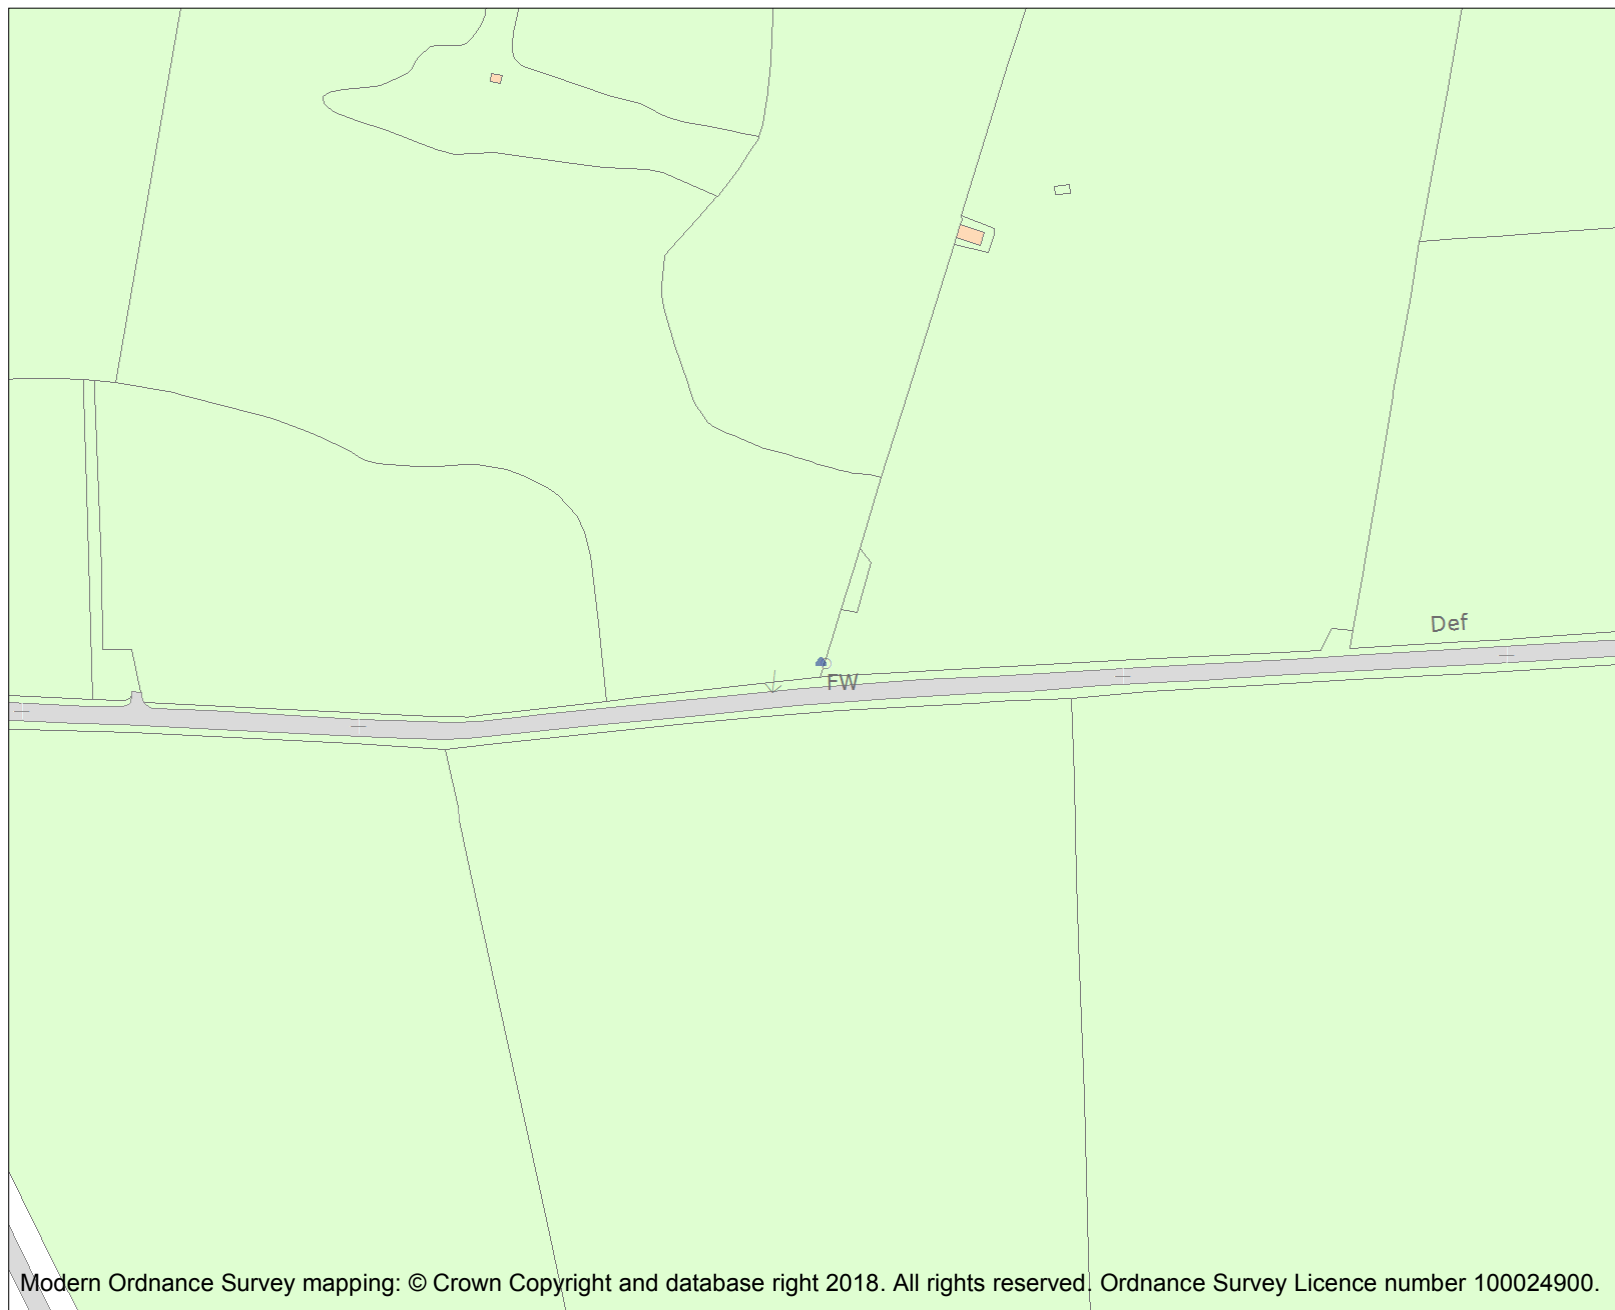 Def
FW
Modern Ordnance Survey mapping: © Crown Copyright and database right 2018. All rights reserved. Ordnance Survey Licence number 100024900.